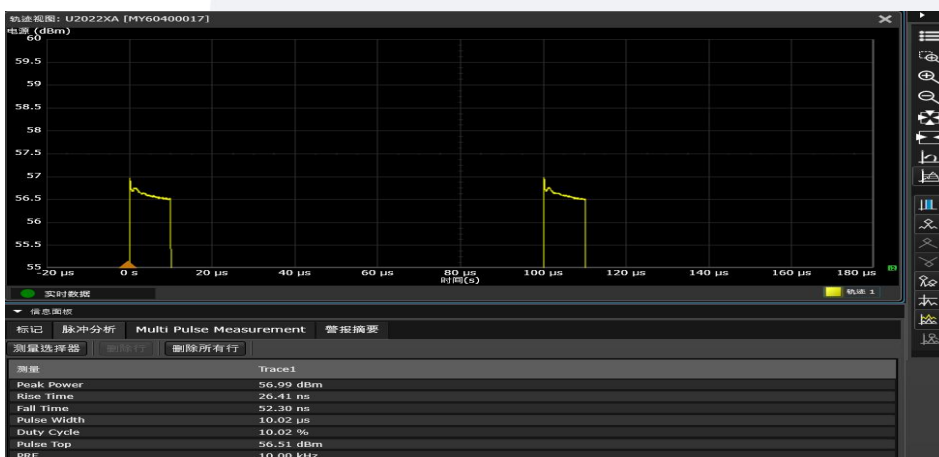 轨迹视图: U2022XA [MY60400017]
电源 (dBm)
60
59.5
59
58.5
58
57.5
57
56.5
56
55.5
55
-20 µs 0 s 20 µs 40 µs 60 µs 80 µs 100 µs 120 µs 140 µs 160 µs 180 µs
时间(s)
实时数据 轨迹 1
信息面板
标记 脉冲分析 Multi Pulse Measurement 警报摘要
测量选择器 删除行 删除所有行
测量 Trace1
Peak Power 56.99 dBm
Rise Time 26.41 ns
Fall Time 52.30 ns
Pulse Width 10.02 µs
Duty Cycle 10.02 %
Pulse Top 56.51 dBm
PRF 10.00 kHz